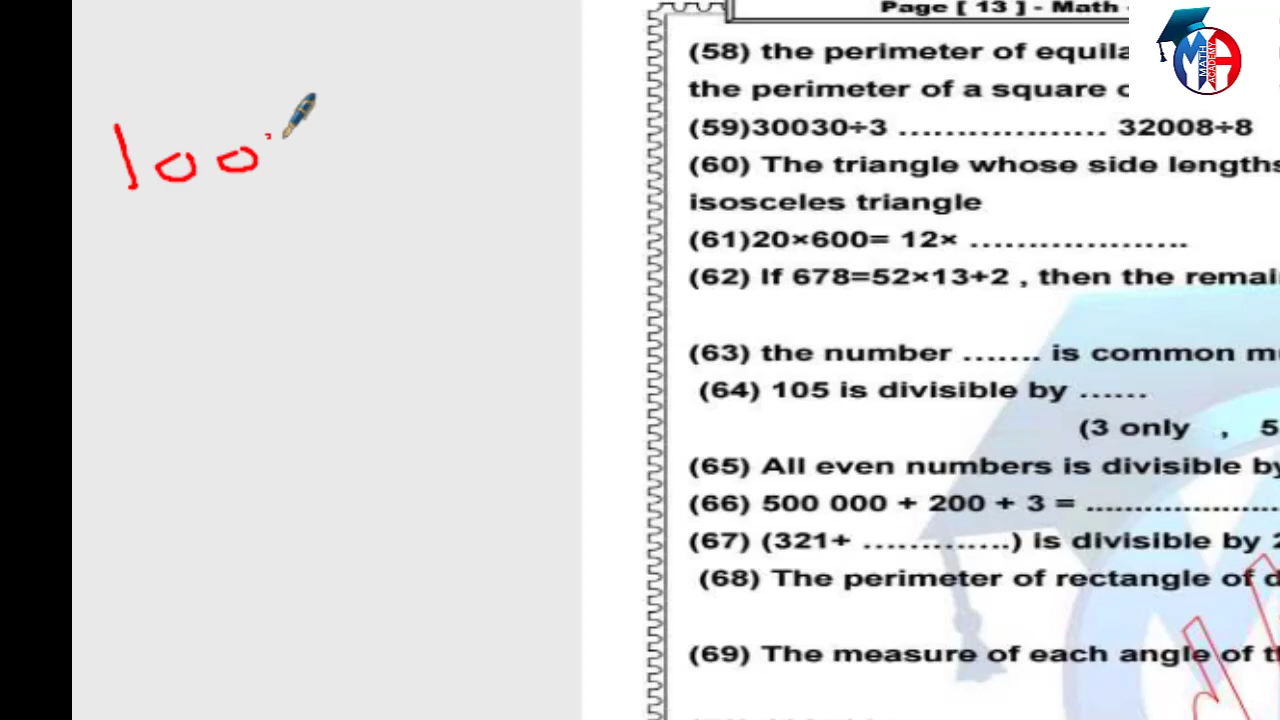 Page [ 13 ] - Math -
MATH ACADEMY
100
(58) the perimeter of equila
the perimeter of a square
(59)30030÷3 ................... 32008÷8
(60) The triangle whose side lengths
isosceles triangle
(61)20×600= 12× ....................
(62) If 678=52×13+2 , then the remai
(63) the number ....... is common mu
(64) 105 is divisible by ......
(3 only , 5
(65) All even numbers is divisible by
(66) 500 000 + 200 + 3 = ......................
(67) (321+ ..............) is divisible by 2
(68) The perimeter of rectangle of d
(69) The measure of each angle of t